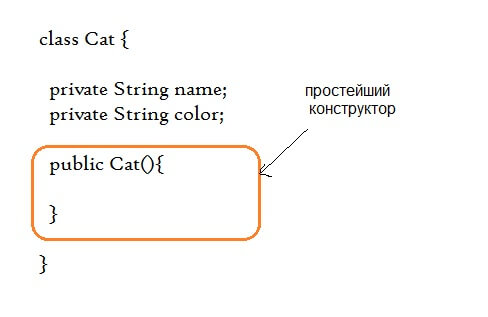 class Cat {
private String name;
private String color;
простейший
конструктор
public Cat(){
}
}